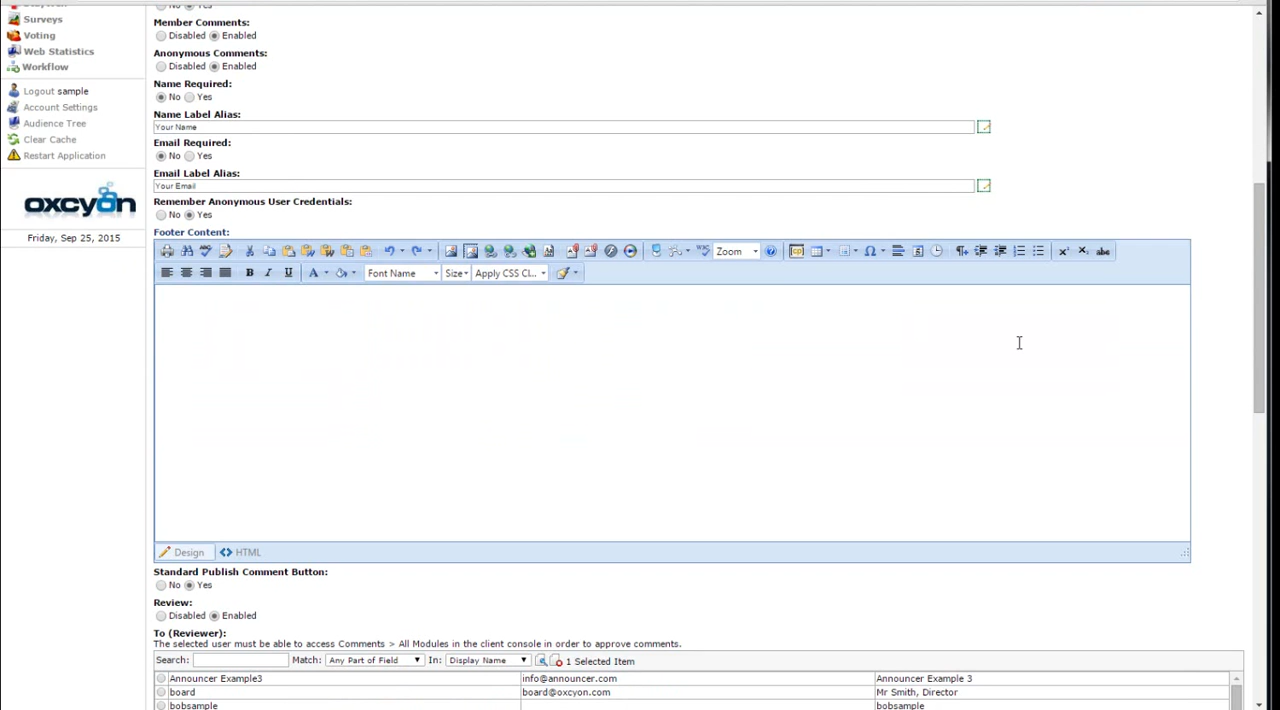 Surveys
Voting
Web Statistics
Workflow
Logout sample
Account Settings
Audience Tree
Clear Cache
Restart Application
oxcyon
Friday, Sep 25, 2015
No Yes
Member Comments:
Disabled Enabled
Anonymous Comments:
Disabled Enabled
Name Required:
No Yes
Name Label Alias:
Your Name
Email Required:
No Yes
Email Label Alias:
Your Email
Remember Anonymous User Credentials:
No Yes
Footer Content:
Zoom
Font Name Size Apply CSS Cl...
Design HTML
Standard Publish Comment Button:
No Yes
Review:
Disabled Enabled
To (Reviewer):
The selected user must be able to access Comments > All Modules in the client console in order to approve comments.
Search: Match: Any Part of Field In: Display Name 1 Selected Item
Announcer Example3 info@announcer.com Announcer Example 3
board board@oxcyon.com Mr Smith, Director
bobsample bobsample